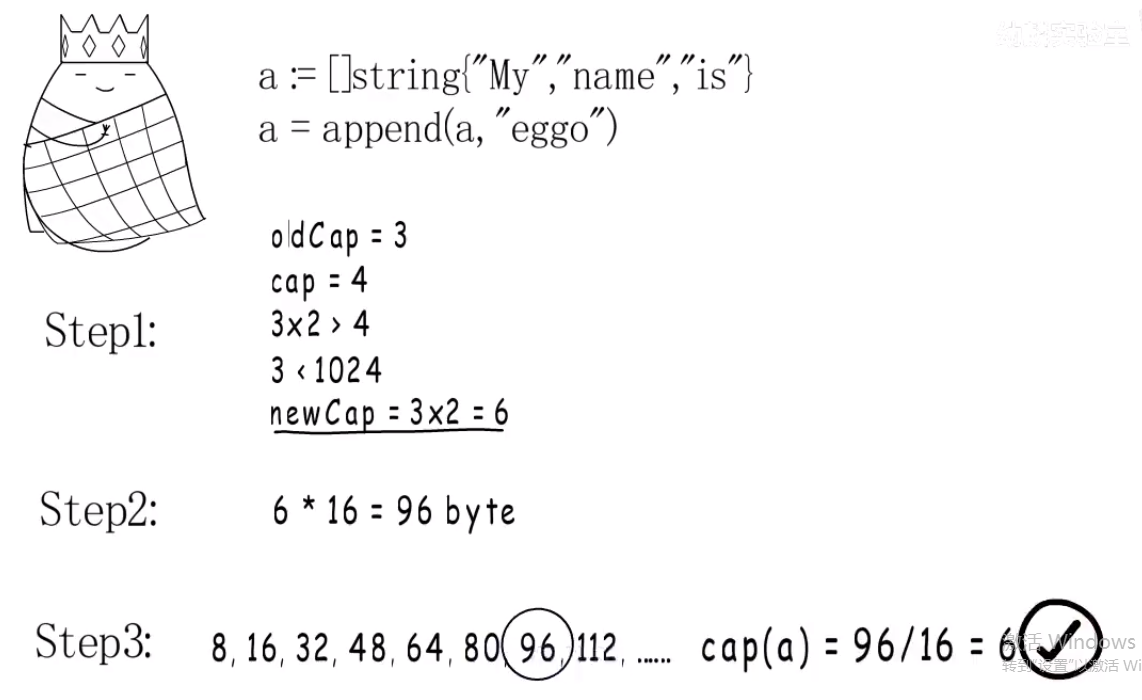 a := []string{"My","name","is"}
a = append(a, "eggo")
oldCap = 3
cap = 4
3x2 > 4
3 < 1024
newCap = 3x2 = 6
Step1:
Step2:
6 * 16 = 96 byte
Step3:
8, 16, 32, 48, 64, 80, 96, 112, ......
cap(a) = 96/16 = 6
激活 Windows
转到"设置"以激活 Wi